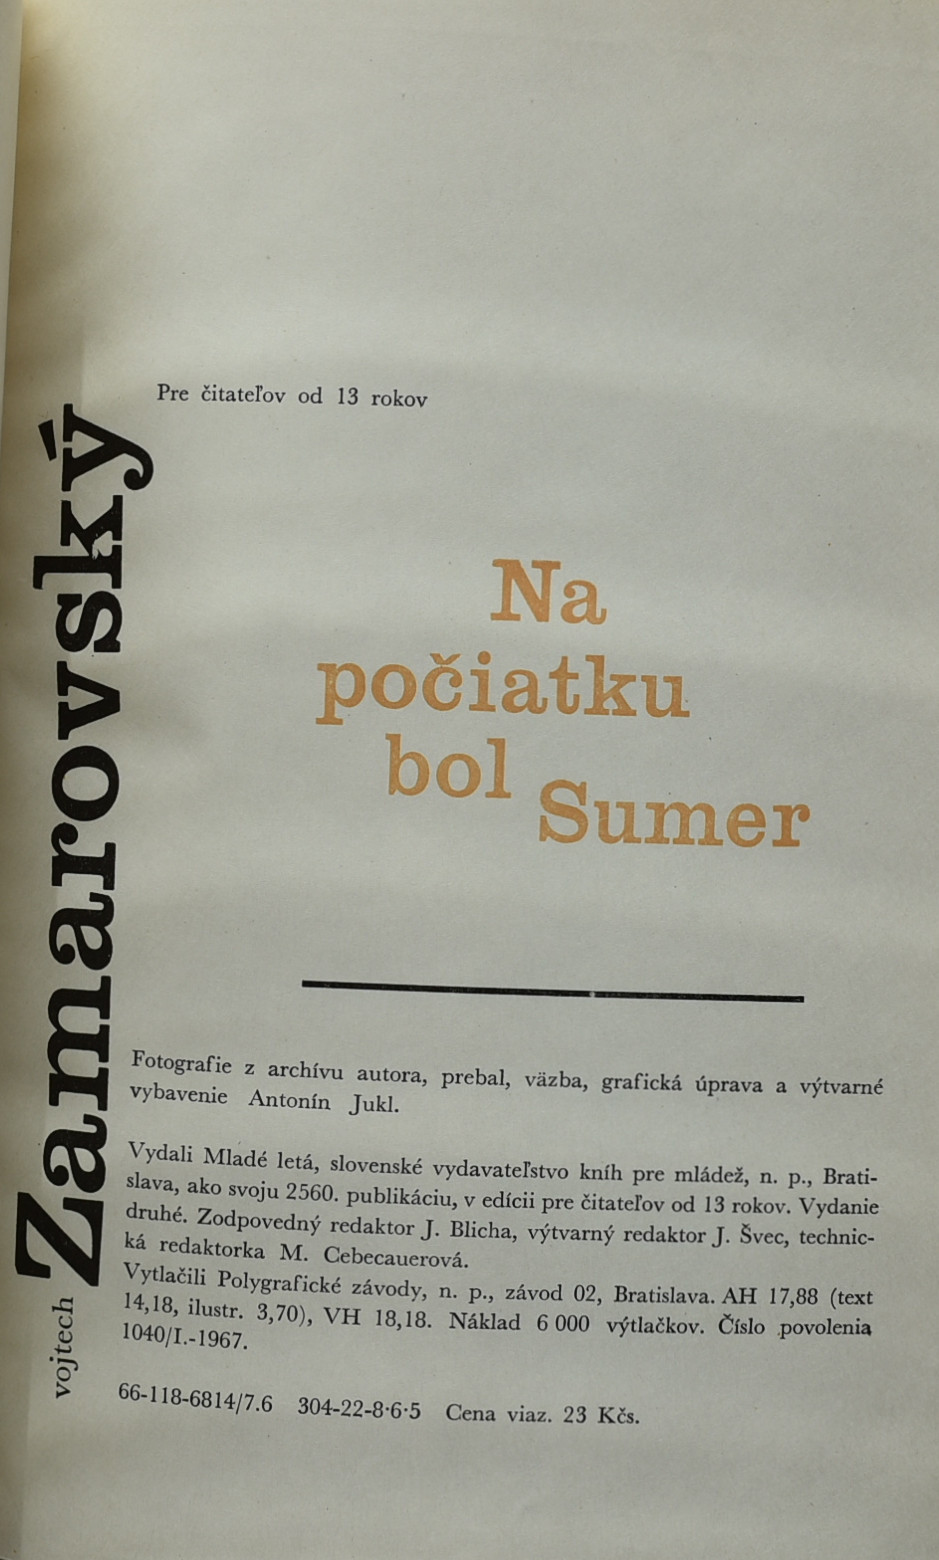 Pre čitateľov od 13 rokov
vojtech Zamarovský
Na
počiatku
bol
Sumer
Fotografie z archívu autora, prebal, väzba, grafická úprava a výtvarné
vybavenie Antonín Jukl.
Vydali Mladé letá, slovenské vydavateľstvo kníh pre mládež, n. p., Brati-
slava, ako svoju 2560. publikáciu, v edícii pre čitateľov od 13 rokov. Vydanie
druhé. Zodpovedný redaktor J. Blicha, výtvarný redaktor J. Švec, technic-
ká redaktorka M. Cebecauerová.
Vytlačili Polygrafické závody, n. p., závod 02, Bratislava. AH 17,88 (text
14,18, ilustr. 3,70), VH 18,18. Náklad 6 000 výtlačkov. Číslo povolenia
1040/I.-1967.
66-118-6814/7.6 304-22-8·6·5 Cena viaz. 23 Kčs.